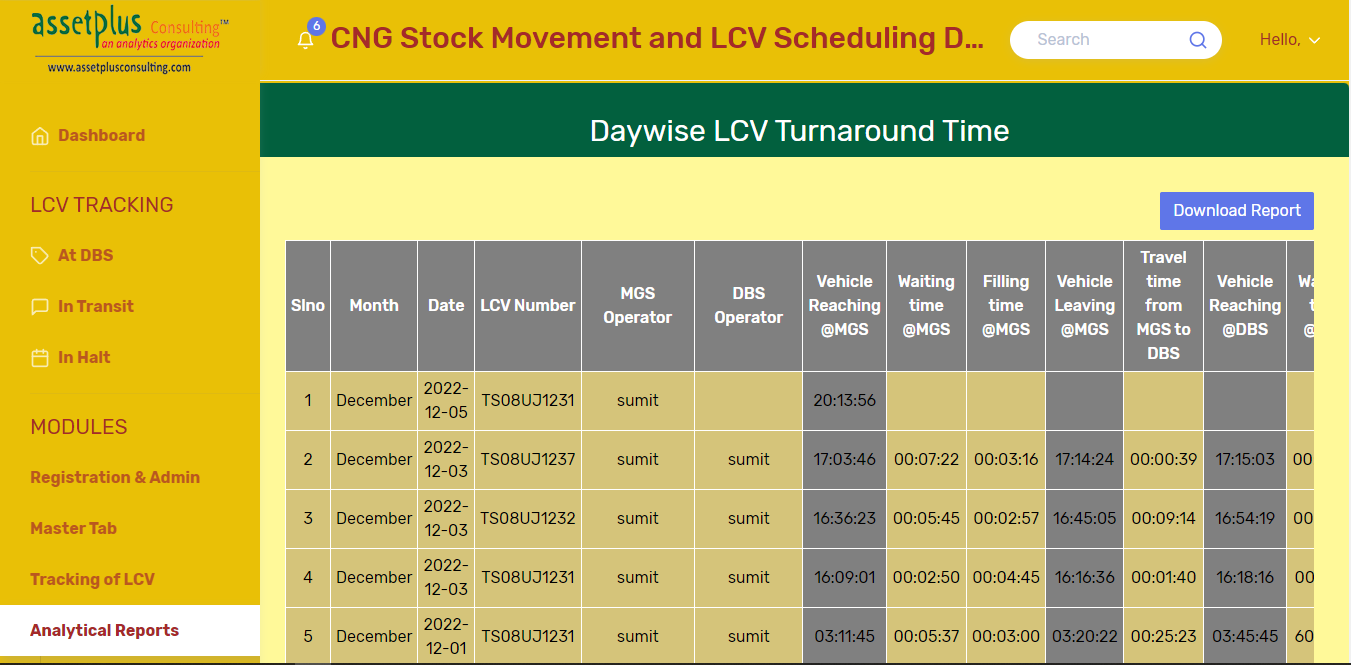 assetplus Consulting™
an analytics organization
www.assetplusconsulting.com
6
CNG Stock Movement and LCV Scheduling D...
Search
Hello,
Dashboard
LCV TRACKING
At DBS
In Transit
In Halt
MODULES
Registration & Admin
Master Tab
Tracking of LCV
Analytical Reports
Daywise LCV Turnaround Time
Download Report
Slno Month Date LCV Number MGS Operator DBS Operator Vehicle Reaching @MGS Waiting time @MGS Filling time @MGS Vehicle Leaving @MGS Travel time from MGS to DBS Vehicle Reaching @DBS
1 December 2022-12-05 TS08UJ1231 sumit 20:13:56
2 December 2022-12-03 TS08UJ1237 sumit sumit 17:03:46 00:07:22 00:03:16 17:14:24 00:00:39 17:15:03 00
3 December 2022-12-03 TS08UJ1232 sumit sumit 16:36:23 00:05:45 00:02:57 16:45:05 00:09:14 16:54:19 00
4 December 2022-12-03 TS08UJ1231 sumit sumit 16:09:01 00:02:50 00:04:45 16:16:36 00:01:40 16:18:16 00
5 December 2022-12-01 TS08UJ1231 sumit sumit 03:11:45 00:05:37 00:03:00 03:20:22 00:25:23 03:45:45 60